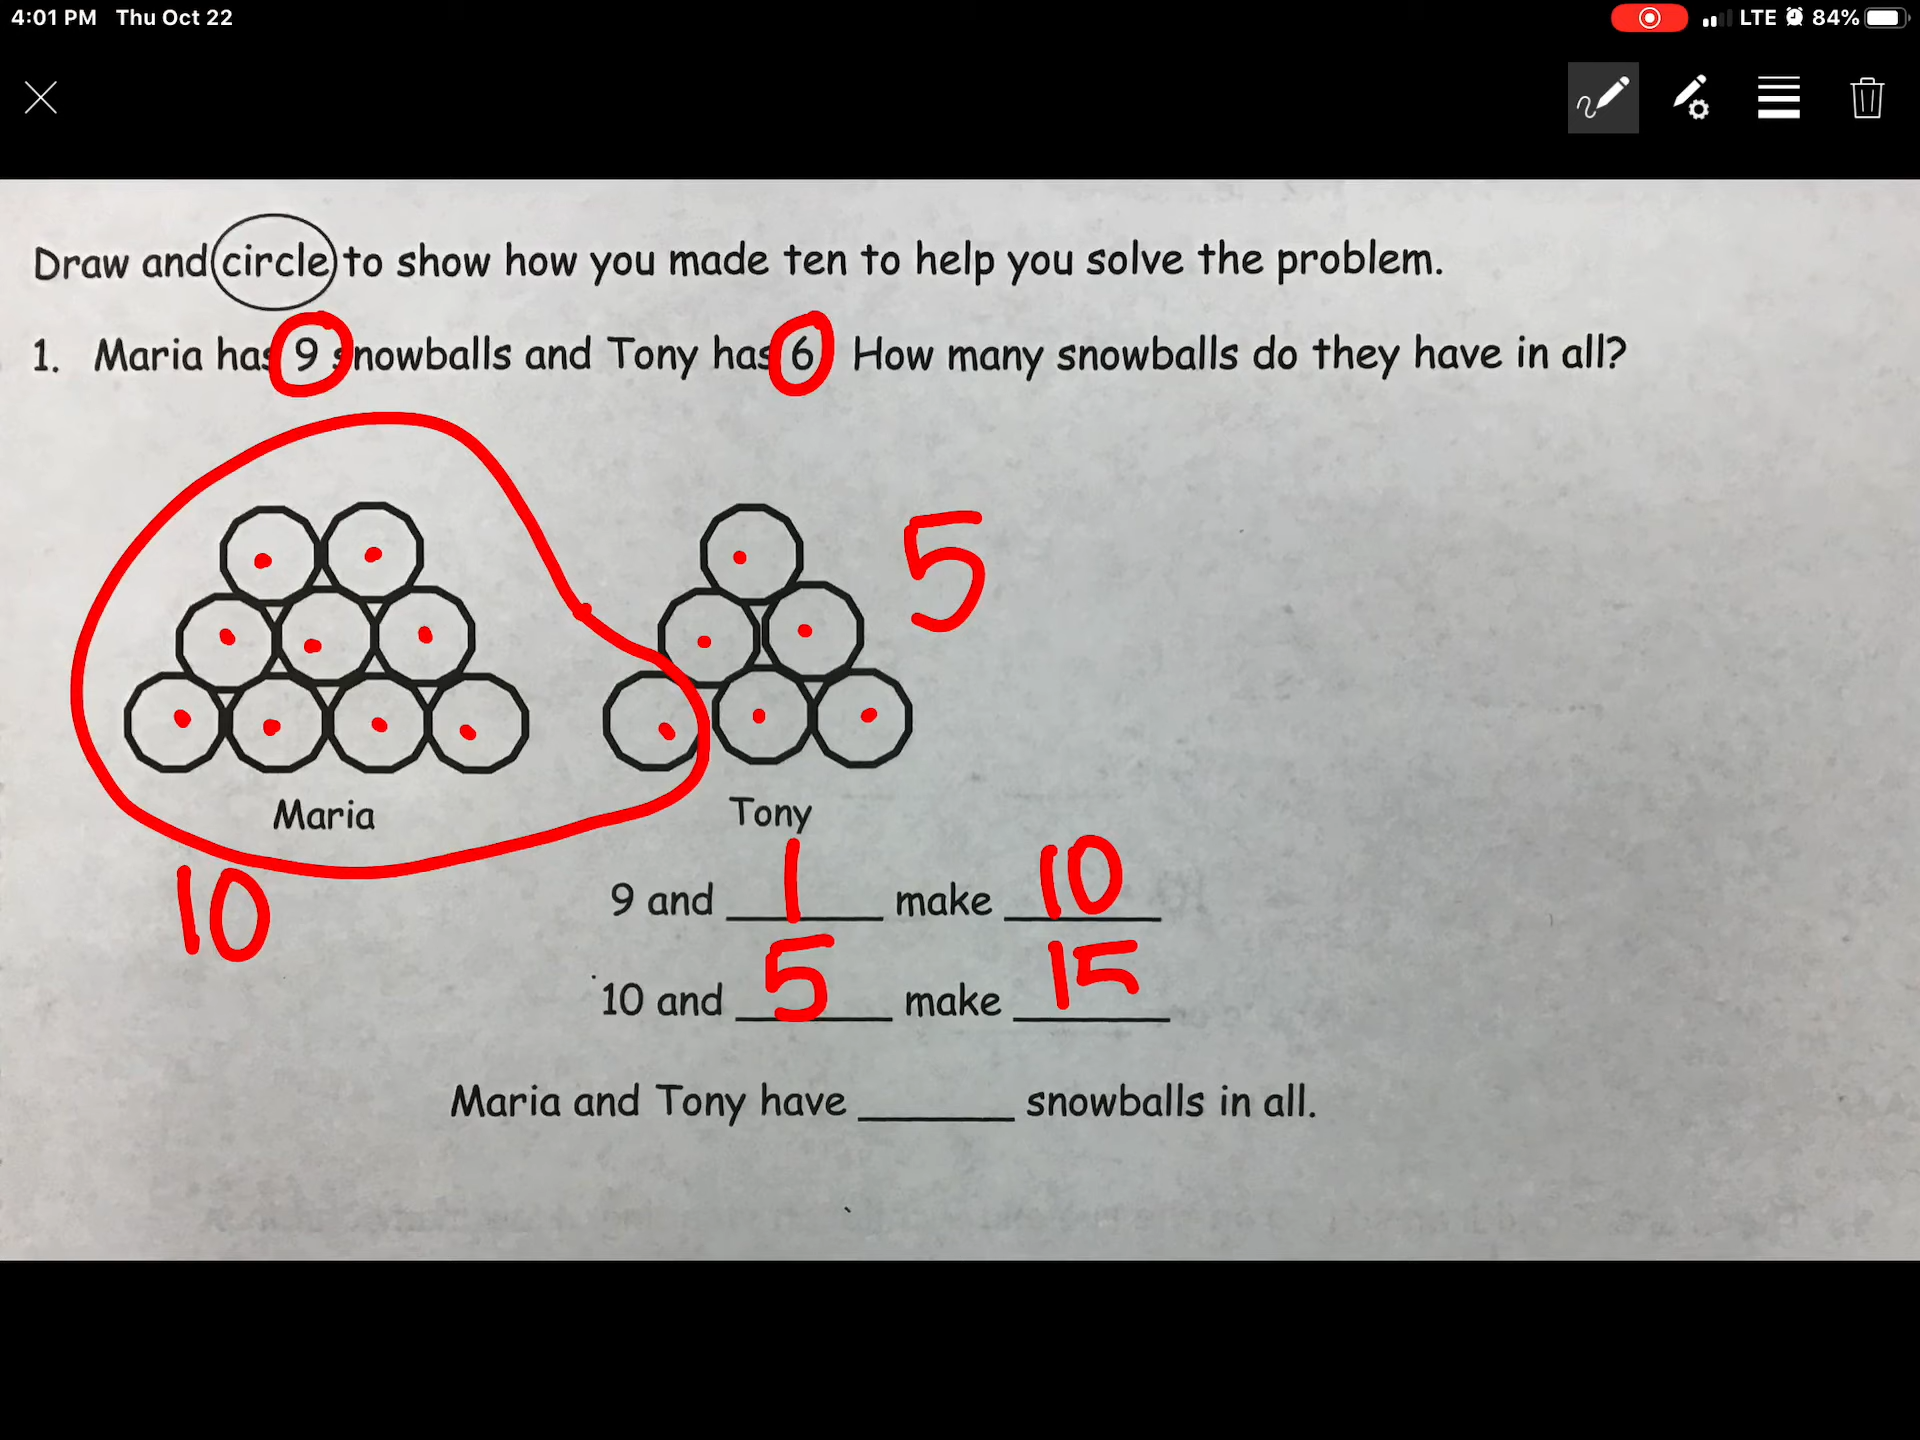 4:01 PM Thu Oct 22 LTE 84%
Draw and circle to show how you made ten to help you solve the problem.
1. Maria has 9 snowballs and Tony has 6 How many snowballs do they have in all?
5
Maria Tony
10
9 and 1 make 10
10 and 5 make 15
Maria and Tony have ______ snowballs in all.